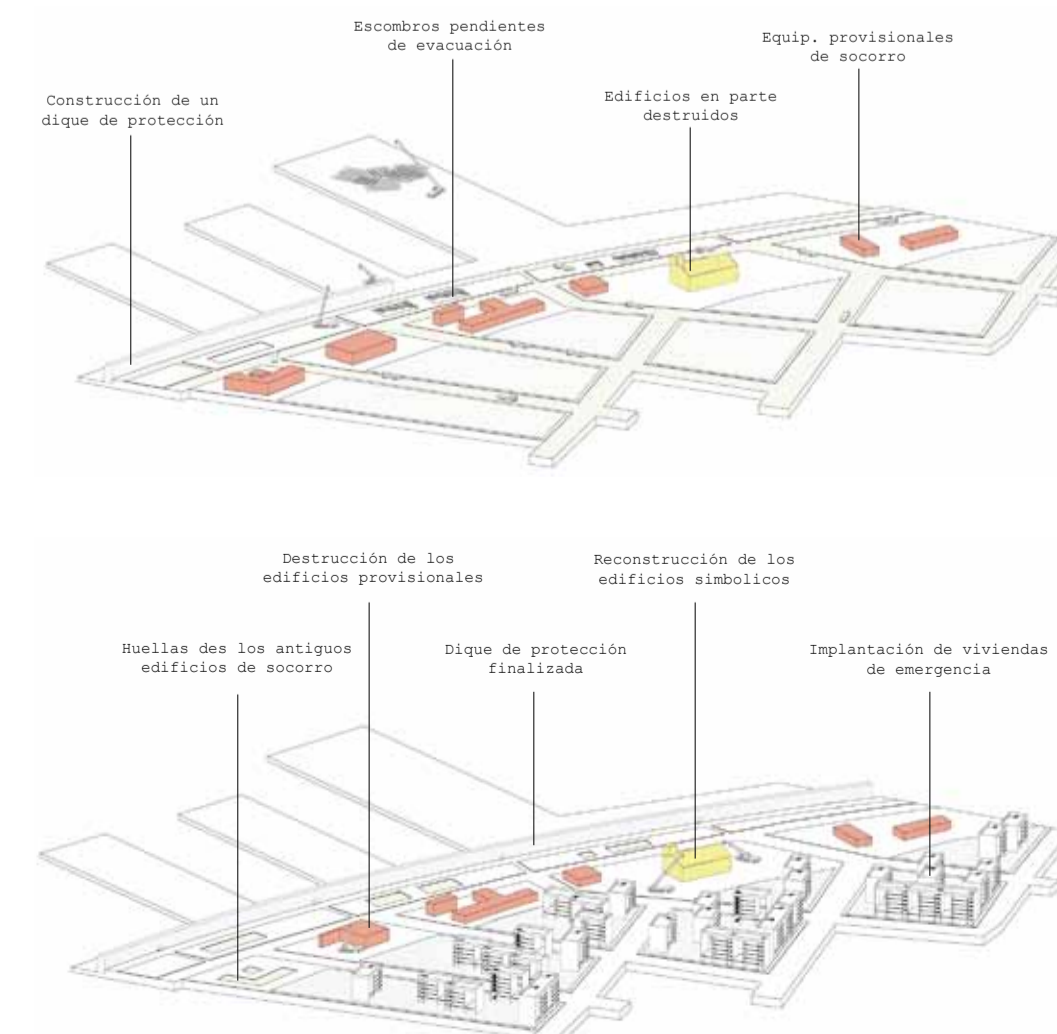 Escombros pendientes
de evacuación
Equip. provisionales
de socorro
Construcción de un
dique de protección
Edificios en parte
destruidos
Destrucción de los
edificios provisionales
Reconstrucción de los
edificios simbolicos
Huellas des los antiguos
edificios de socorro
Dique de protección
finalizada
Implantación de viviendas
de emergencia